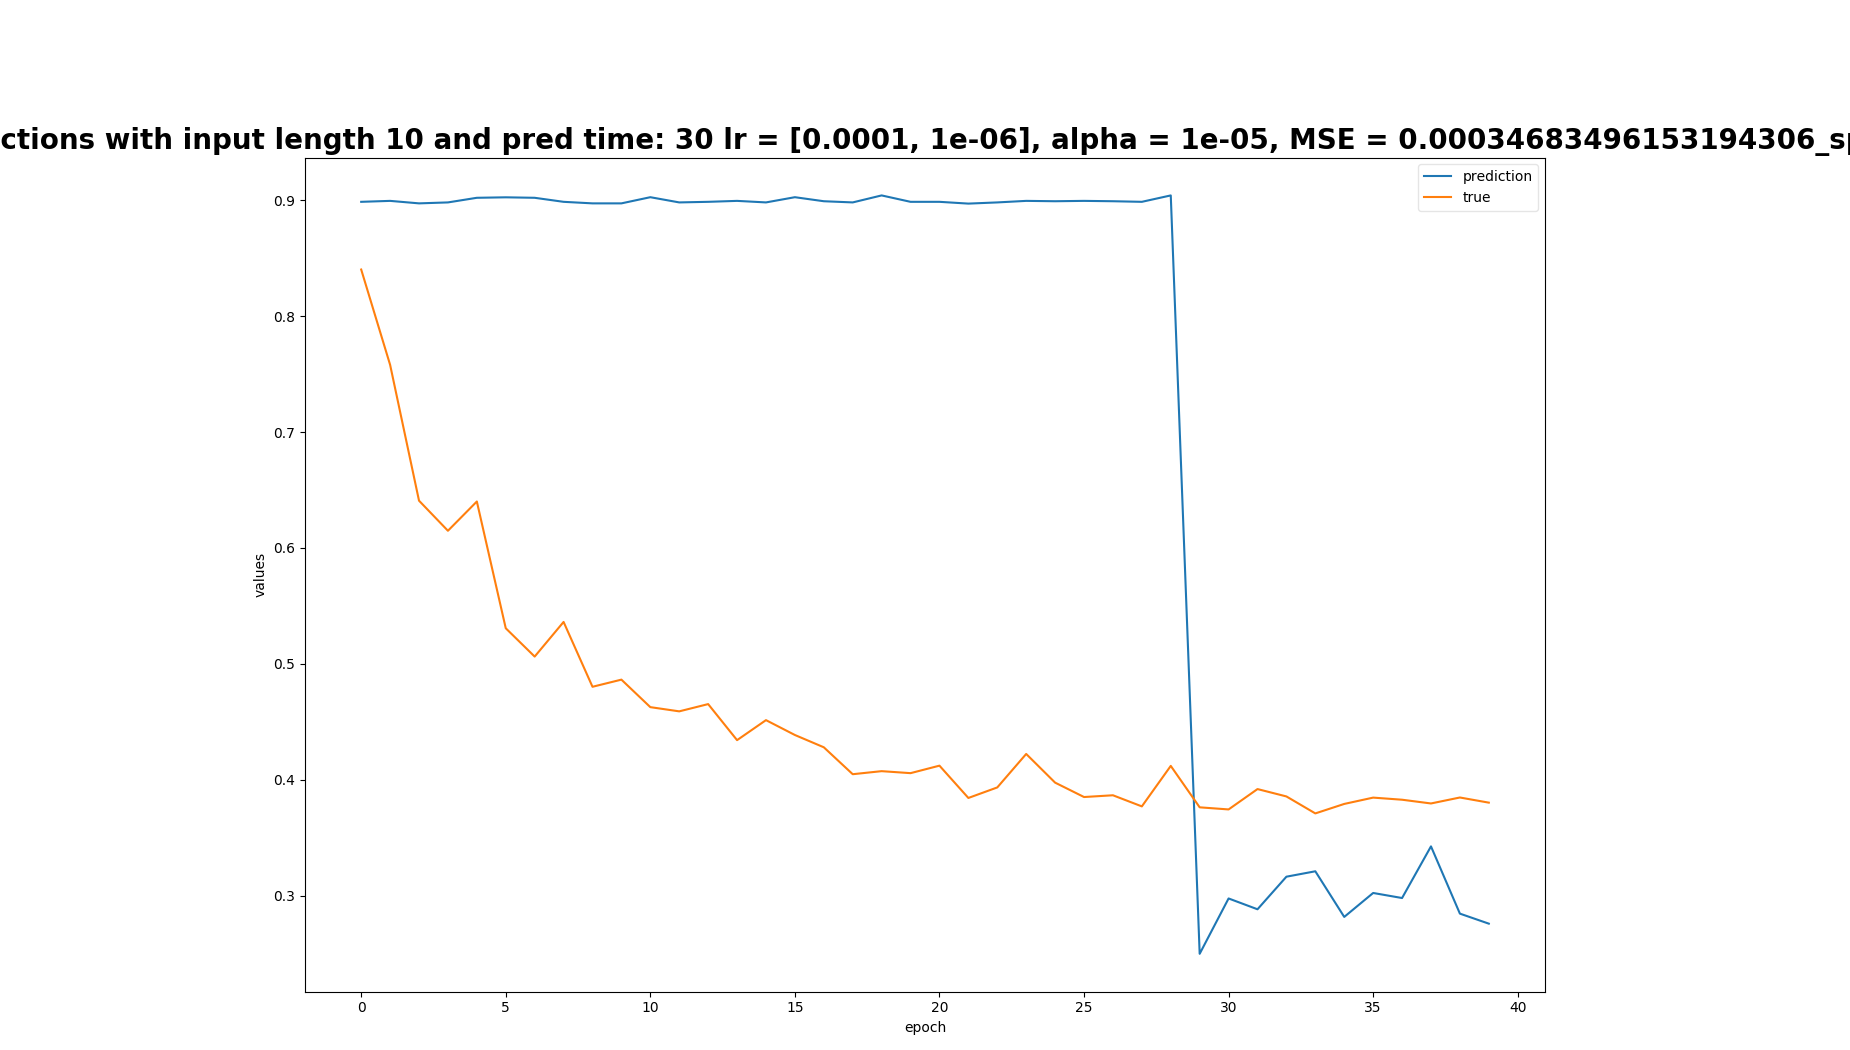 ctions with input length 10 and pred time: 30 lr = [0.0001, 1e-06], alpha = 1e-05, MSE = 0.00034683496153194306_sp
prediction
true
0.9
0.8
0.7
0.6
0.5
0.4
0.3
values
0 5 10 15 20 25 30 35 40
epoch